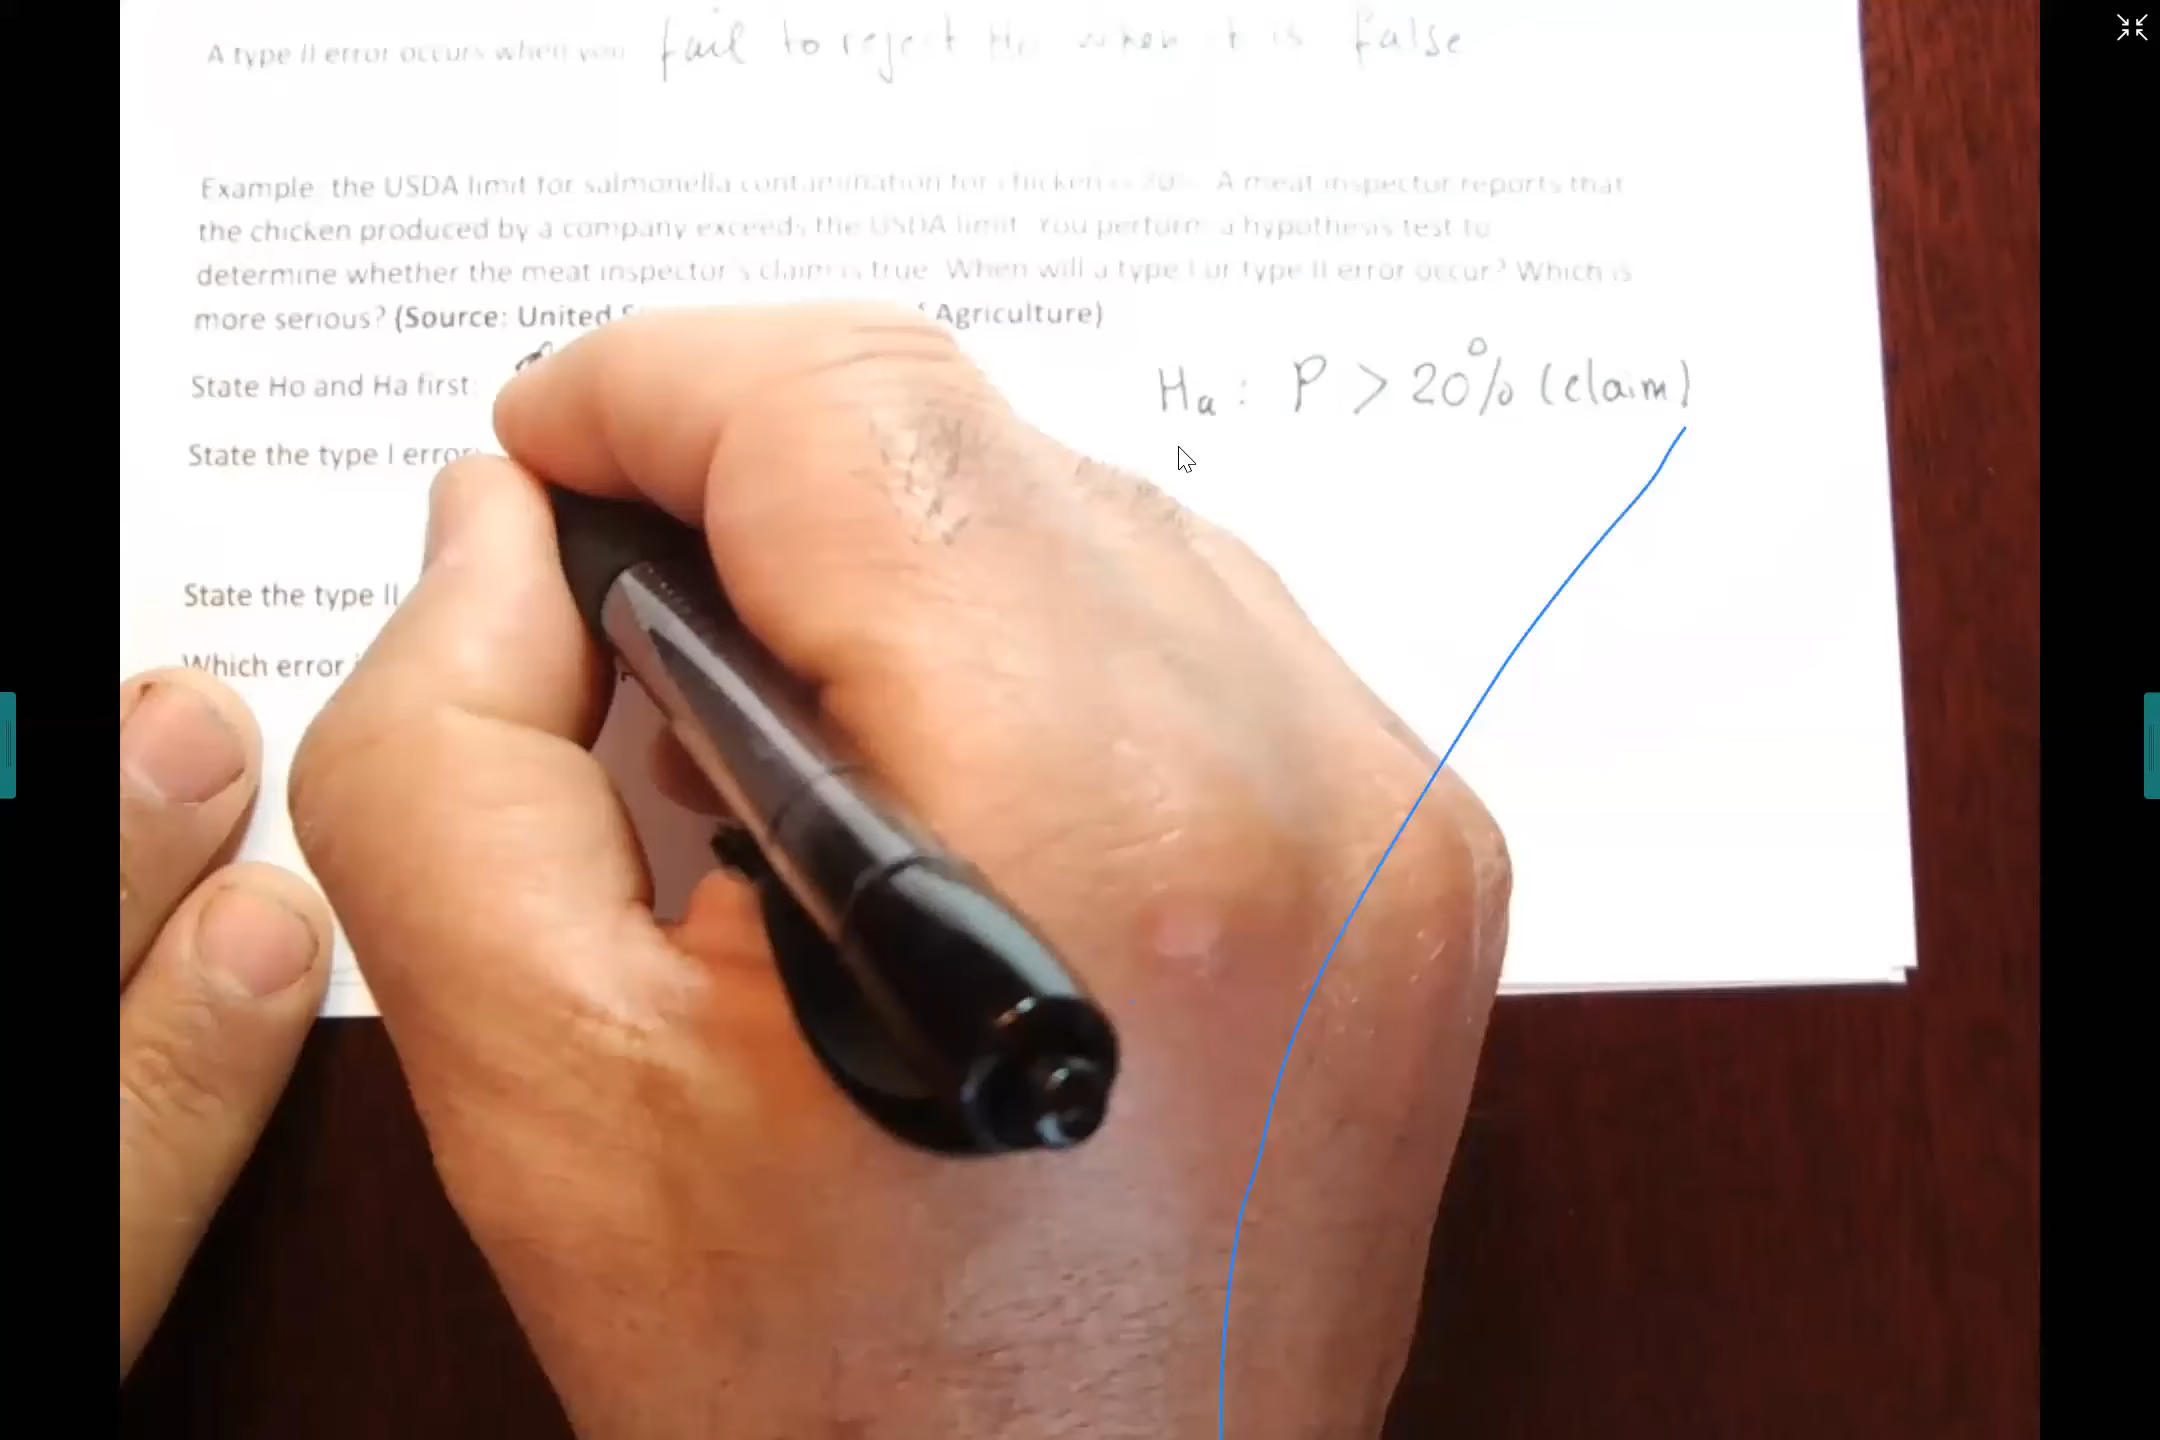 A type II error occurs when you fail to reject Ho when it is false
Example: the USDA limit for salmonella contamination for chicken is 20%. A meat inspector reports that
the chicken produced by a company exceeds the USDA limit. You perform a hypothesis test to
determine whether the meat inspector's claim is true. When will a type I or type II error occur? Which is
more serious? (Source: United Agriculture)
State Ho and Ha first: Ha : P > 20% (claim)
State the type I error:
State the type II
Which error